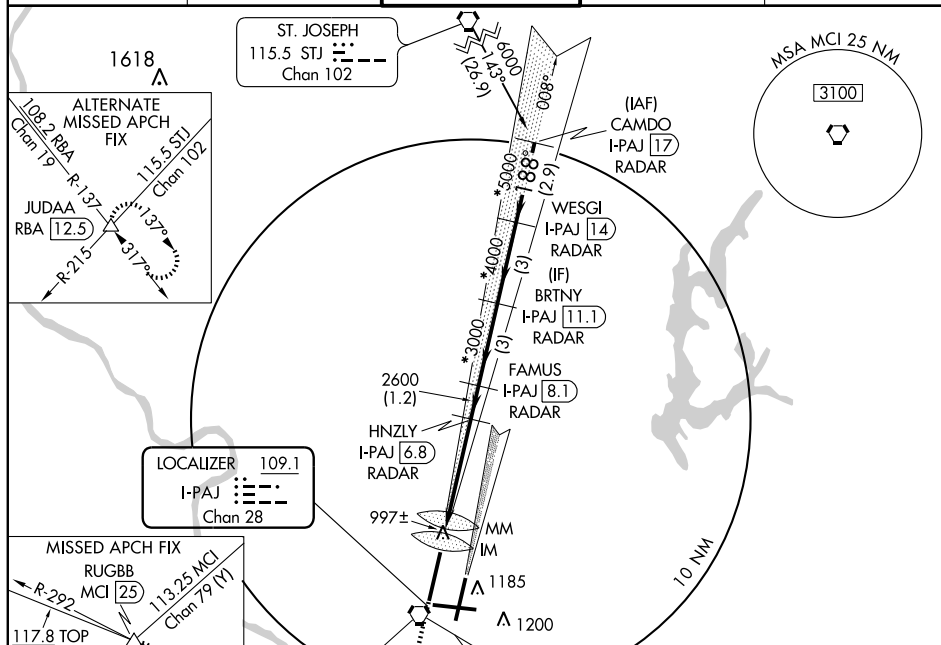 ST. JOSEPH
115.5 STJ
Chan 102
1618
6000
143°
(26.9)
008°
MSA MCI 25 NM
3100
ALTERNATE
MISSED APCH
FIX
108.2 RBA
Chan 19
R-137
115.5 STJ
Chan 102
JUDAA
RBA 12.5
137°
317°
R-215
(IAF)
CAMDO
I-PAJ 17
RADAR
*5000
188°
(2.9)
WESGI
I-PAJ 14
RADAR
*4000
(3)
(IF)
BRTNY
I-PAJ 11.1
RADAR
*3000
(3)
FAMUS
I-PAJ 8.1
RADAR
2600
(1.2)
HNZLY
I-PAJ 6.8
RADAR
LOCALIZER 109.1
I-PAJ
Chan 28
997±
MM
IM
10 NM
1185
1200
MISSED APCH FIX
RUGBB
MCI 25
113.25 MCI
Chan 79 (Y)
R-292
117.8 TOP